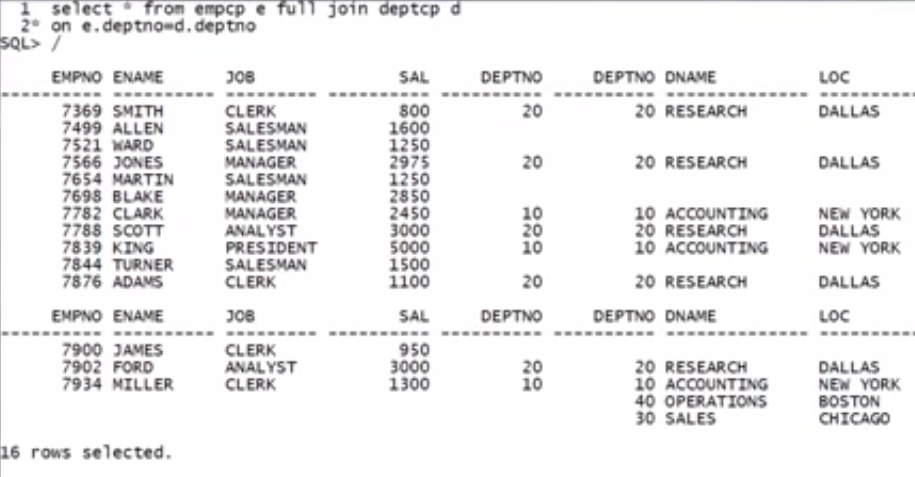 1 select * from empcp e full join deptcp d
2* on e.deptno=d.deptno
SQL> /
EMPNO ENAME JOB SAL DEPTNO DEPTNO DNAME LOC
7369 SMITH CLERK 800 20 20 RESEARCH DALLAS
7499 ALLEN SALESMAN 1600
7521 WARD SALESMAN 1250
7566 JONES MANAGER 2975 20 20 RESEARCH DALLAS
7654 MARTIN SALESMAN 1250
7698 BLAKE MANAGER 2850
7782 CLARK MANAGER 2450 10 10 ACCOUNTING NEW YORK
7788 SCOTT ANALYST 3000 20 20 RESEARCH DALLAS
7839 KING PRESIDENT 5000 10 10 ACCOUNTING NEW YORK
7844 TURNER SALESMAN 1500
7876 ADAMS CLERK 1100 20 20 RESEARCH DALLAS
EMPNO ENAME JOB SAL DEPTNO DEPTNO DNAME LOC
7900 JAMES CLERK 950
7902 FORD ANALYST 3000 20 20 RESEARCH DALLAS
7934 MILLER CLERK 1300 10 10 ACCOUNTING NEW YORK
40 OPERATIONS BOSTON
30 SALES CHICAGO
16 rows selected.